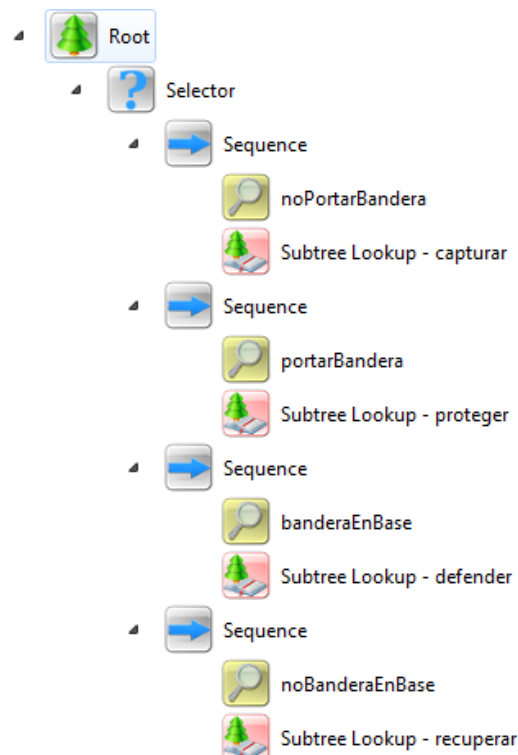 Root
Selector
Sequence
noPortarBandera
Subtree Lookup - capturar
Sequence
portarBandera
Subtree Lookup - proteger
Sequence
banderaEnBase
Subtree Lookup - defender
Sequence
noBanderaEnBase
Subtree Lookup - recuperar